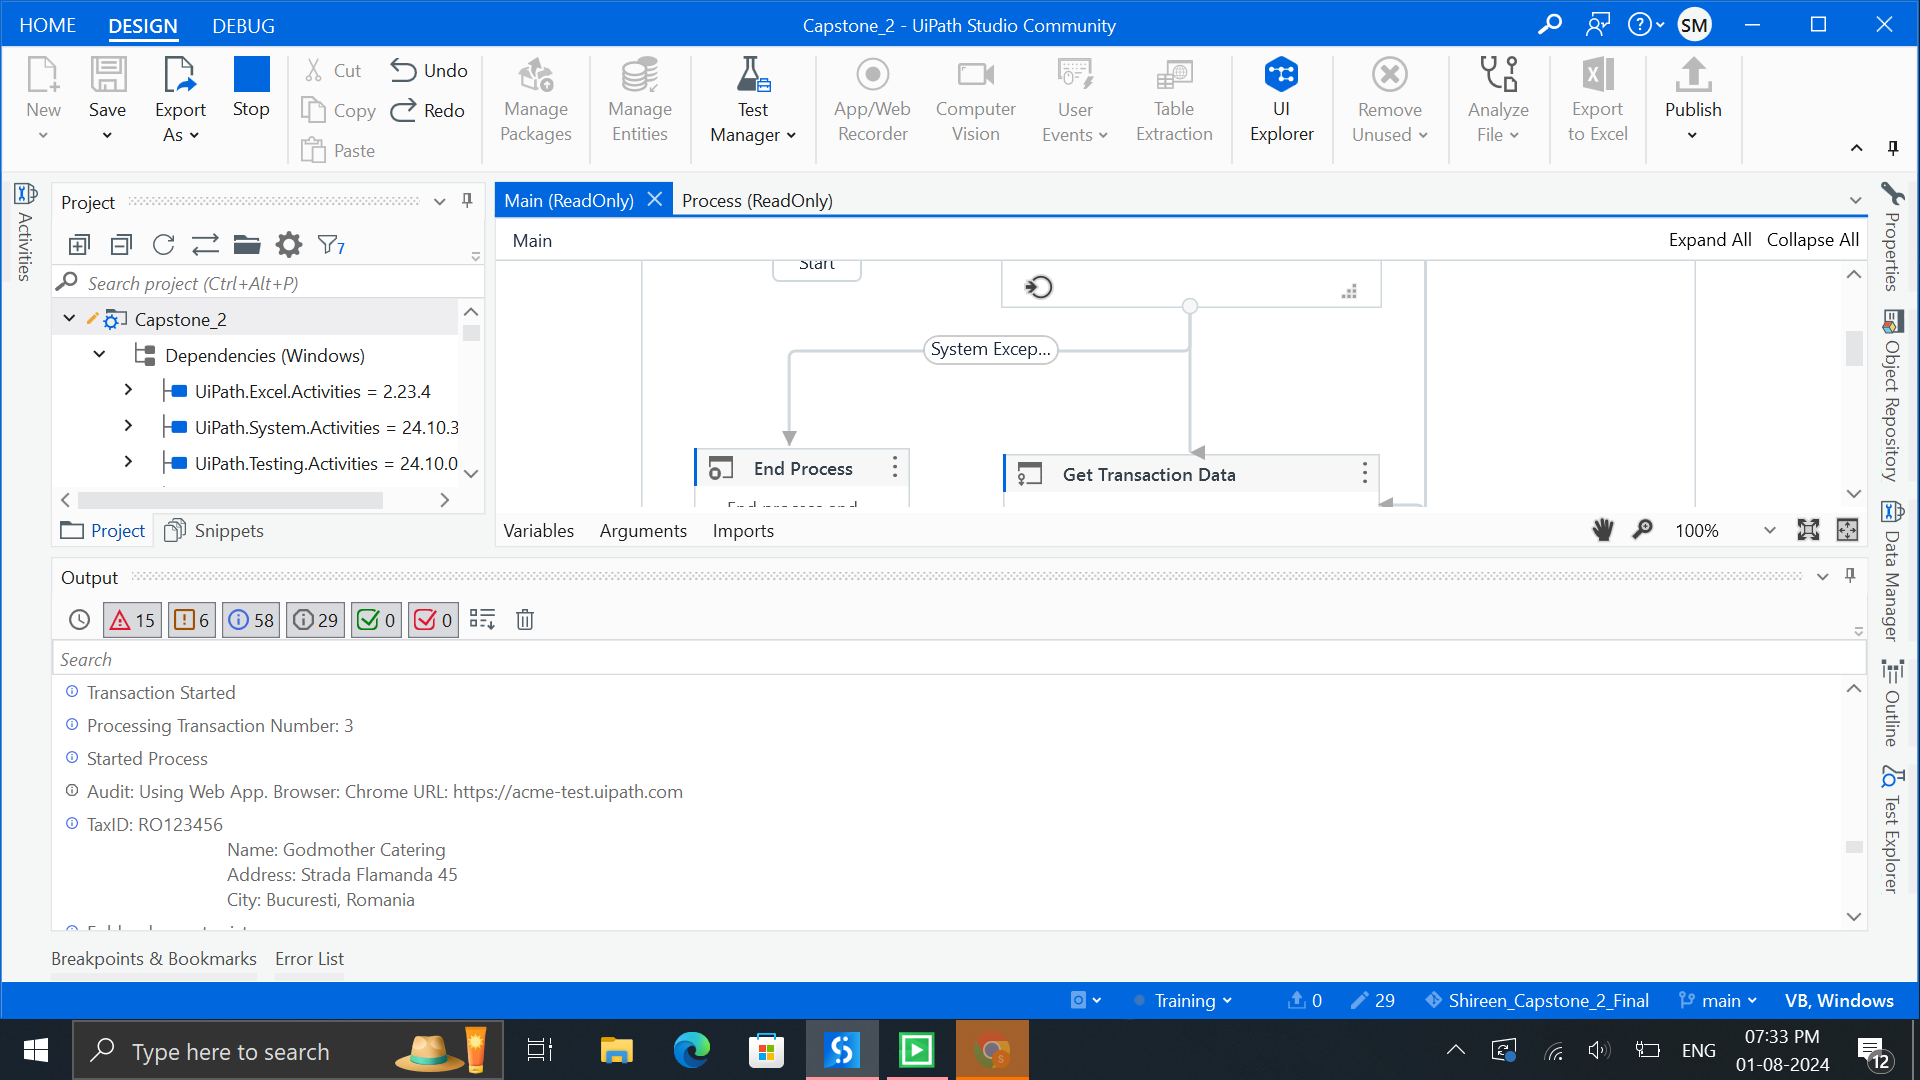 HOME DESIGN DEBUG
Capstone_2 - UiPath Studio Community
SM
New
Save
Export As
Stop
Cut
Copy
Paste
Undo
Redo
Manage Packages
Manage Entities
Test Manager
App/Web Recorder
Computer Vision
User Events
Table Extraction
UI Explorer
Remove Unused
Analyze File
Export to Excel
Publish
Activities
Project
7
Search project (Ctrl+Alt+P)
Capstone_2
Dependencies (Windows)
UiPath.Excel.Activities = 2.23.4
UiPath.System.Activities = 24.10.3
UiPath.Testing.Activities = 24.10.0
Project
Snippets
Main (ReadOnly)
Process (ReadOnly)
Main
Expand All Collapse All
Start
System Excep...
End Process
End process and
Get Transaction Data
Variables Arguments Imports
100%
Properties
Object Repository
Data Manager
Outline
Test Explorer
Output
15 6 58 29 0 0
Search
Transaction Started
Processing Transaction Number: 3
Started Process
Audit: Using Web App. Browser: Chrome URL: https://acme-test.uipath.com
TaxID: RO123456
Name: Godmother Catering
Address: Strada Flamanda 45
City: Bucuresti, Romania
Breakpoints & Bookmarks Error List
Training
0
29
Shireen_Capstone_2_Final
main
VB, Windows
Type here to search
ENG
07:33 PM
01-08-2024
12